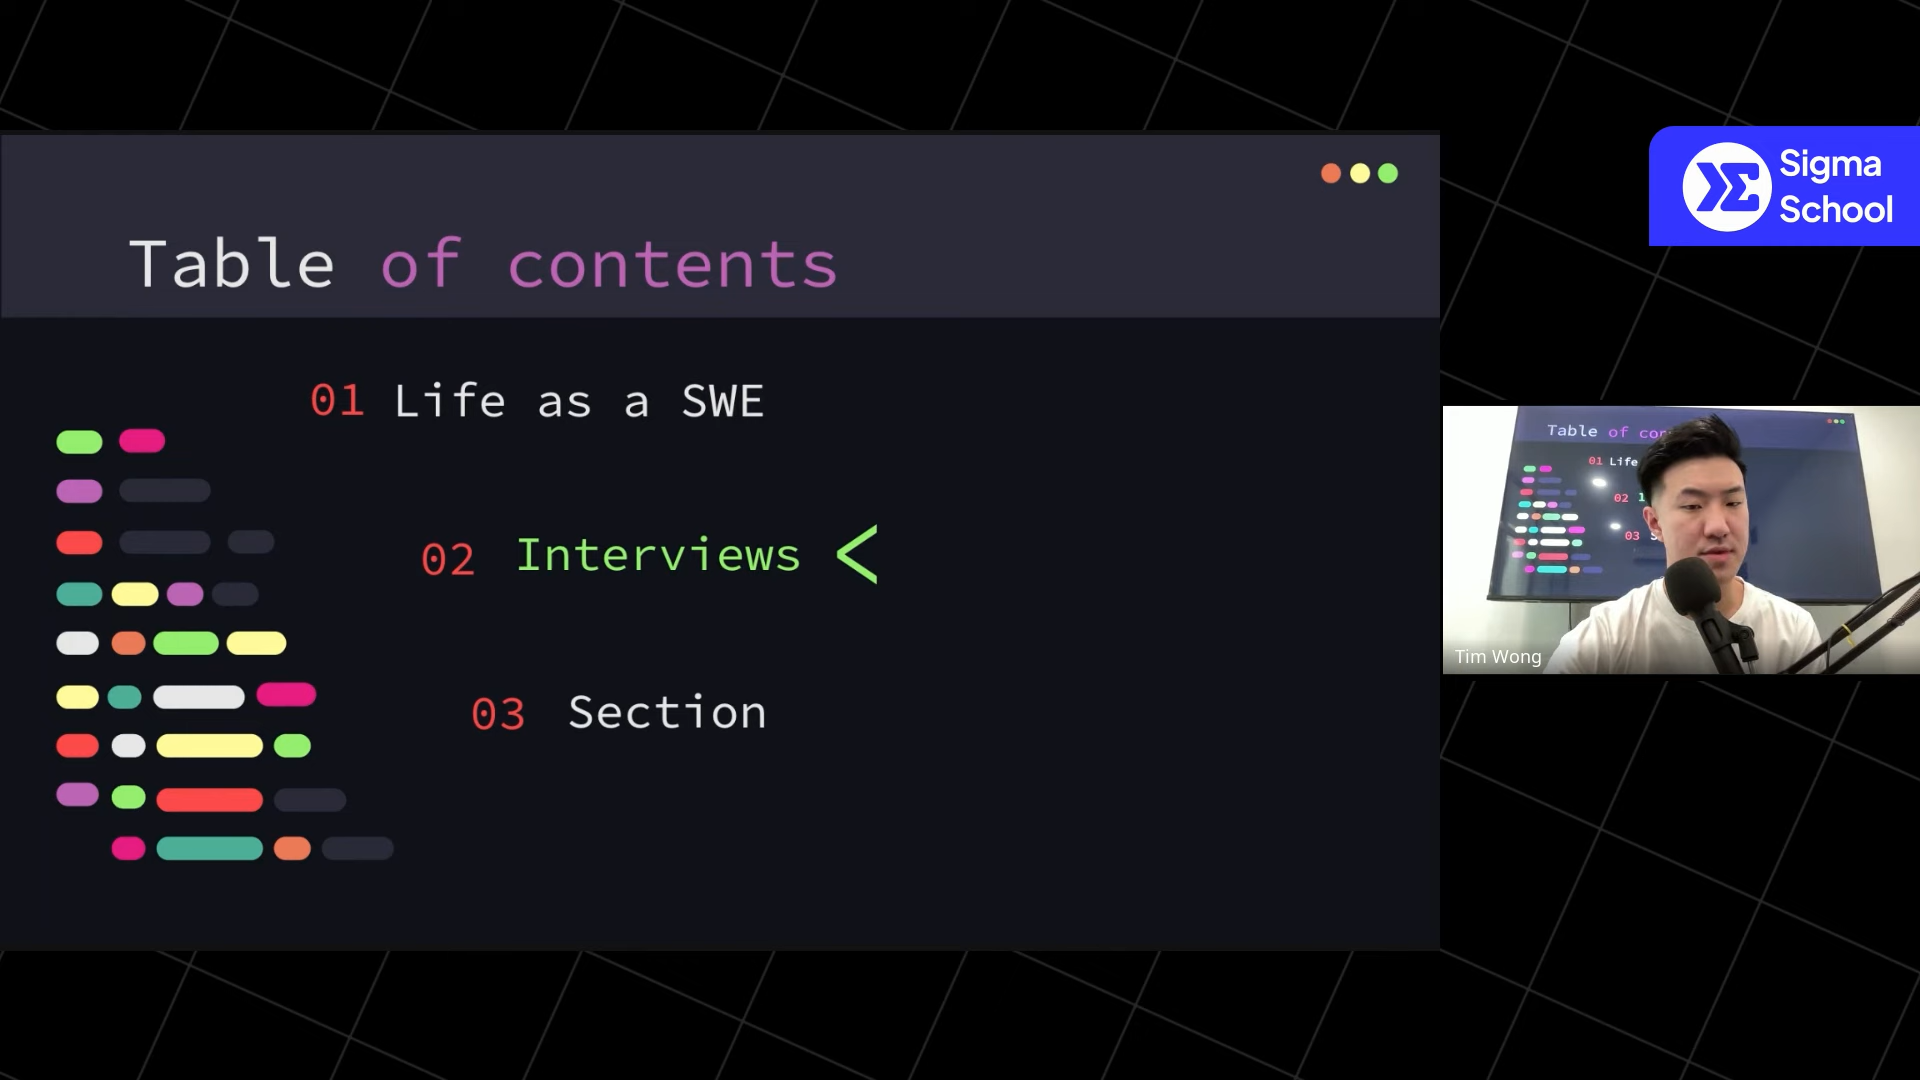 Table of contents
01 Life as a SWE
02 Interviews <
03 Section
Sigma
School
Table of con
01 Life
02 I
03 S
Tim Wong